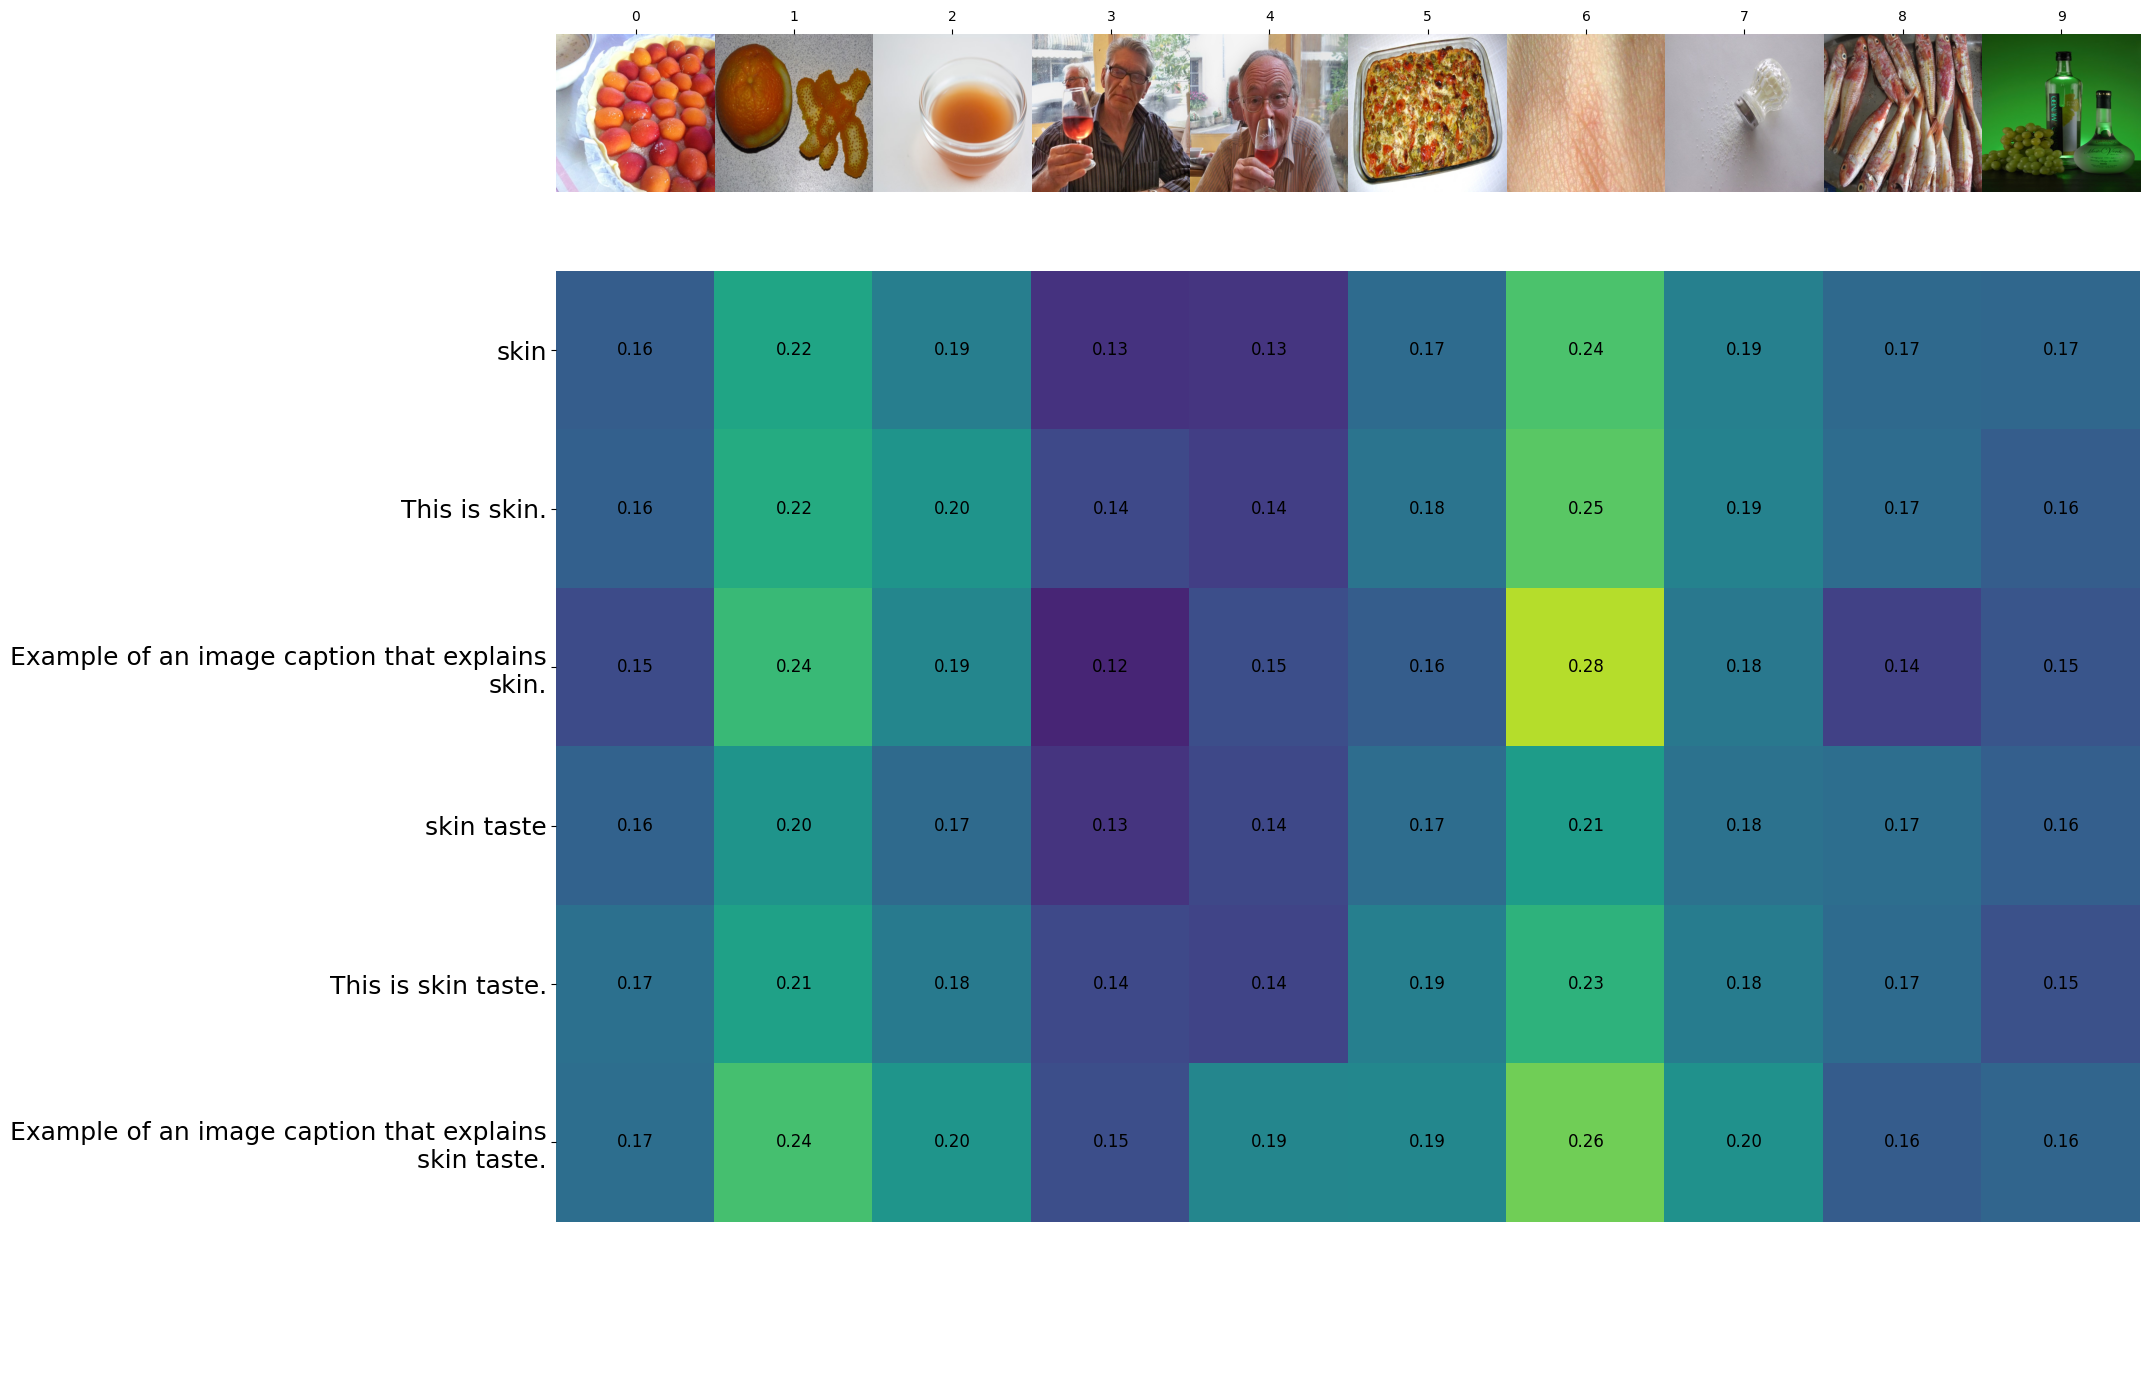 0 1 2 3 4 5 6 7 8 9
skin 0.16 0.22 0.19 0.13 0.13 0.17 0.24 0.19 0.17 0.17
This is skin. 0.16 0.22 0.20 0.14 0.14 0.18 0.25 0.19 0.17 0.16
Example of an image caption that explains
skin. 0.15 0.24 0.19 0.12 0.15 0.16 0.28 0.18 0.14 0.15
skin taste 0.16 0.20 0.17 0.13 0.14 0.17 0.21 0.18 0.17 0.16
This is skin taste. 0.17 0.21 0.18 0.14 0.14 0.19 0.23 0.18 0.17 0.15
Example of an image caption that explains
skin taste. 0.17 0.24 0.20 0.15 0.19 0.19 0.26 0.20 0.16 0.16